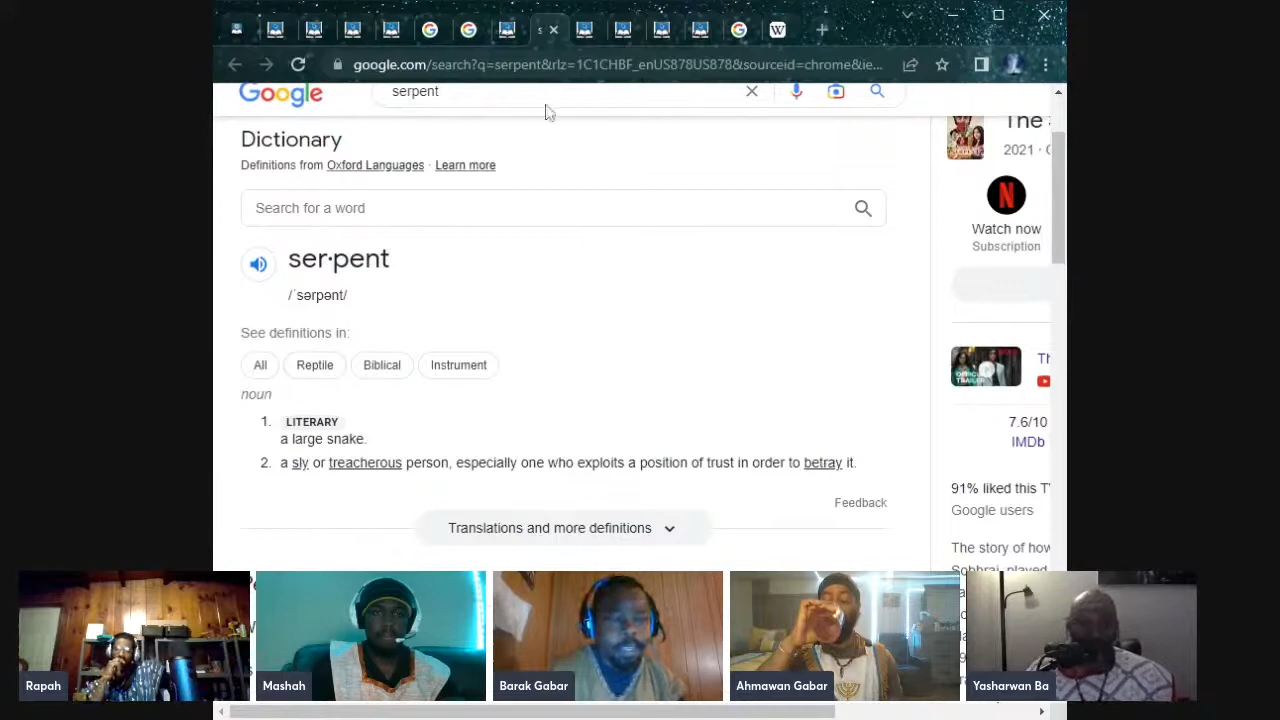 google.com/search?q=serpent&rlz=1C1CHBF_enUS878US878&sourceid=chrome&ie...
Google
serpent
Dictionary
Definitions from Oxford Languages · Learn more
Search for a word
ser·pent
/ˈsərpənt/
See definitions in:
All
Reptile
Biblical
Instrument
noun
1. LITERARY
a large snake.
2. a sly or treacherous person, especially one who exploits a position of trust in order to betray it.
Feedback
Translations and more definitions
The
2021 ·
Watch now
Subscription
7.6/10
IMDb
91% liked this
Google users
The story of how
Rapah
Mashah
Barak Gabar
Ahmawan Gabar
Yasharwan Ba